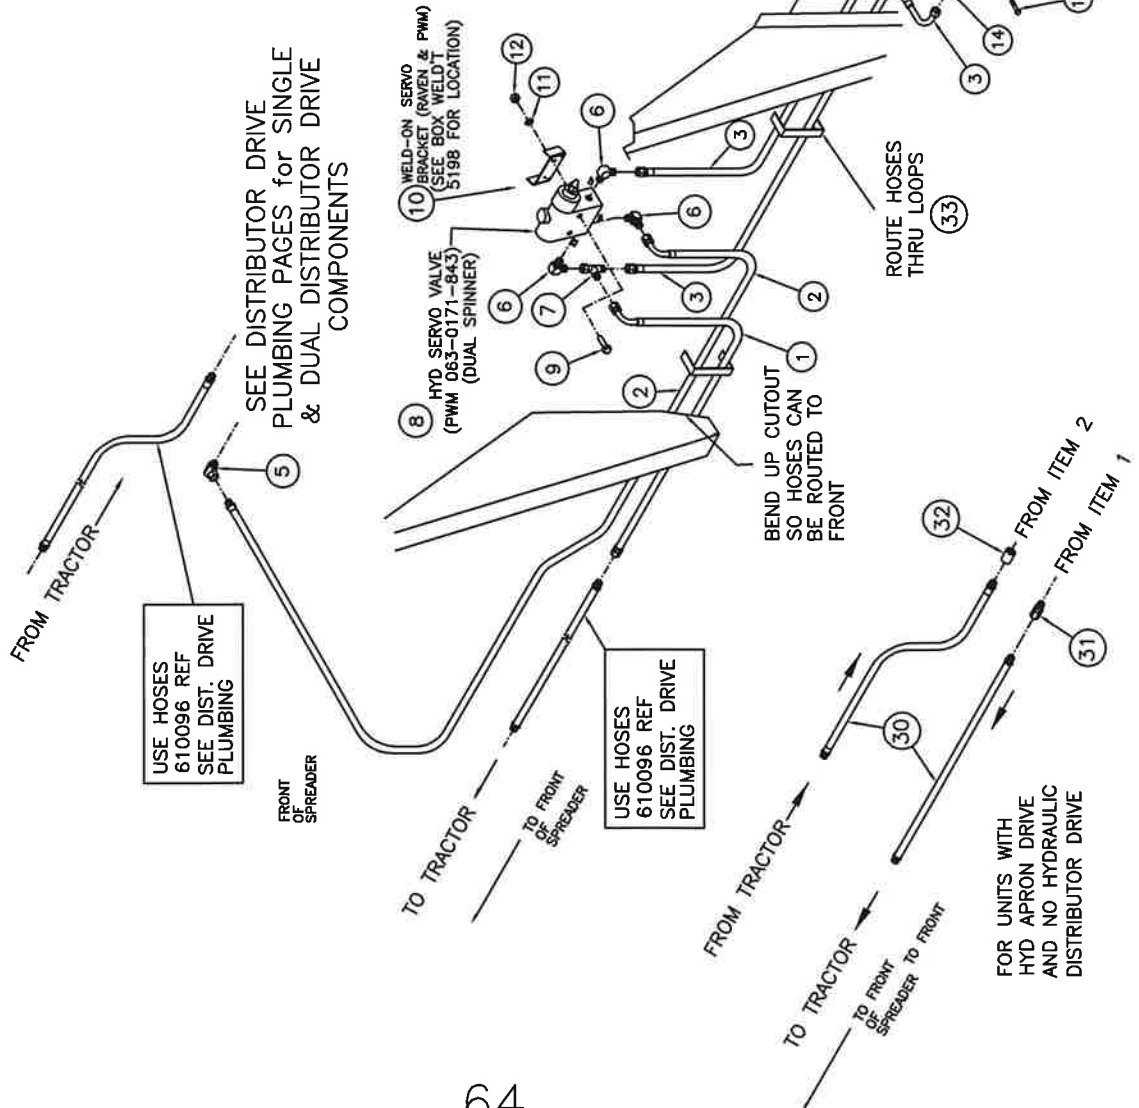 FROM TRACTOR
SEE DISTRIBUTOR DRIVE
PLUMBING PAGES for SINGLE
& DUAL DISTRIBUTOR DRIVE
COMPONENTS
5
USE HOSES
610096 REF
SEE DIST. DRIVE
PLUMBING
FRONT
OF
SPREADER
12
11
WELD-ON SERVO
BRACKET (RAVEN & PWM)
(SEE BOX WELD'T
5198 FOR LOCATION)
10
8
HYD SERVO VALVE
(PWM 063-0171-843)
(DUAL SPINNER)
6
6
6
7
9
3
3
3
14
2
2
1
ROUTE HOSES
THRU LOOPS
33
BEND UP CUTOUT
SO HOSES CAN
BE ROUTED TO
FRONT
USE HOSES
610096 REF
SEE DIST. DRIVE
PLUMBING
TO TRACTOR
TO FRONT
OF
SPREADER
FROM ITEM 2
FROM ITEM 1
32
31
30
FROM TRACTOR
TO TRACTOR
TO FRONT
OF
SPREADER TO FRONT
FOR UNITS WITH
HYD APRON DRIVE
AND NO HYDRAULIC
DISTRIBUTOR DRIVE
64